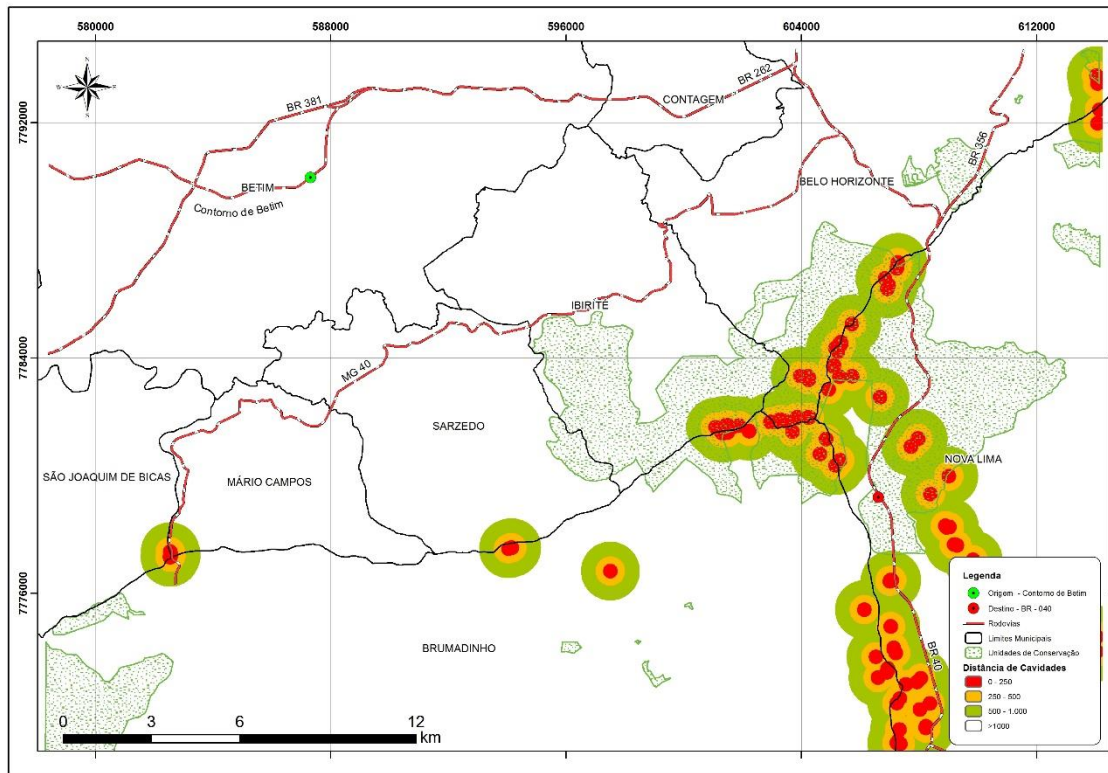 580000 588000 596000 604000 612000
N
BR 262
BR 381
CONTAGEM
7792000
BR 356
BETIM
BELO HORIZONTE
Contorno de Betim
IBIRITÉ
7784000
MG 40
SARZEDO
NOVA LIMA
SÃO JOAQUIM DE BICAS
MÁRIO CAMPOS
7776000
BRUMADINHO
BR 40
Legenda
Origem - Contorno de Betim
Destino - BR - 040
Rodovias
Limites Municipais
Unidades de Conservação
Distância de Cavidades
0 - 250
250 - 500
500 - 1.000
>1000
0 3 6 12
km